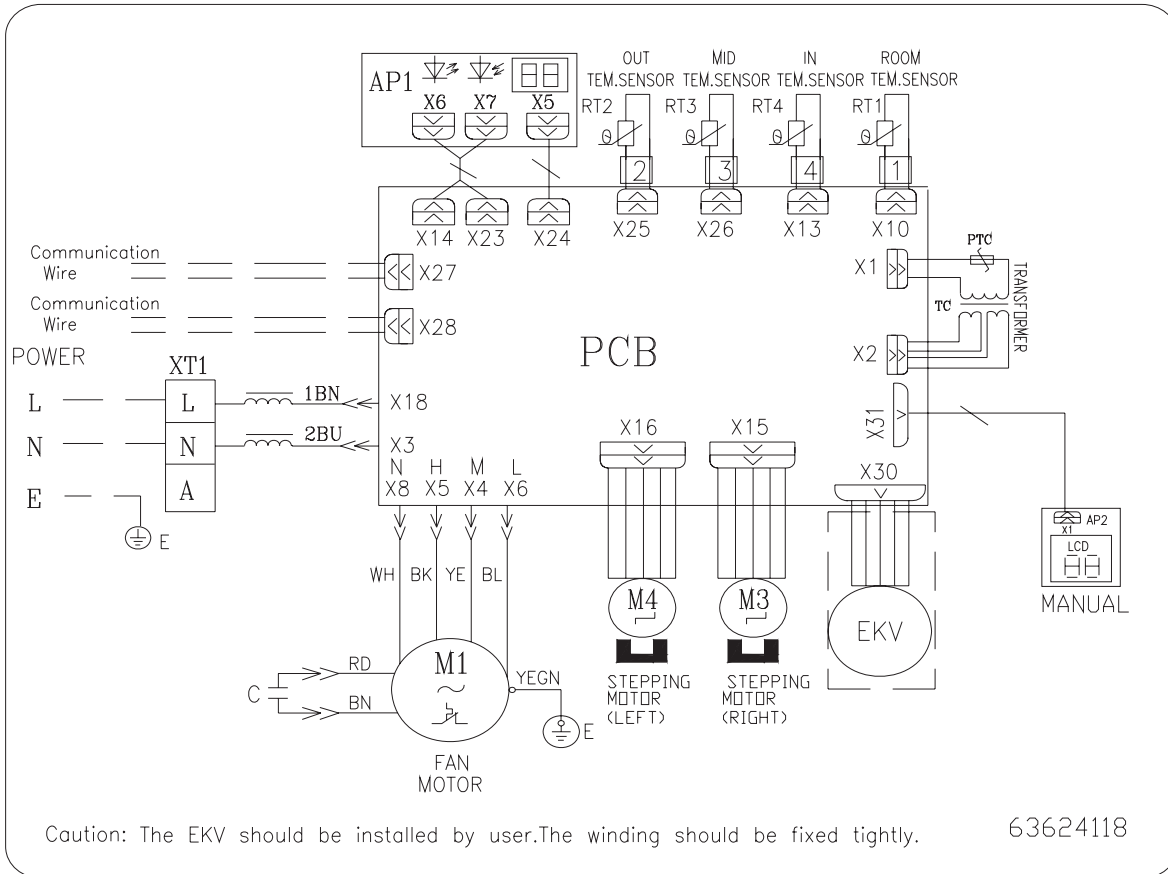 OUT MID IN ROOM
TEM.SENSOR TEM.SENSOR TEM.SENSOR TEM.SENSOR
AP1
X6 X7 X5
RT2 RT3 RT4 RT1
θ θ θ θ
2 3 4 1
X14 X23 X24 X25 X26 X13 X10
Communication
Wire
X27
Communication
Wire
X28
X1
PTC
TC
TRANSFORMER
X2
PCB
POWER
XT1
L L 1BN X18
N N 2BU X3
E A
E
X31
N H M L
X8 X5 X4 X6
X16 X15 X30
WH BK YE BL
AP2
X1
LCD
MANUAL
M4 M3 EKV
STEPPING
MOTOR
(LEFT)
STEPPING
MOTOR
(RIGHT)
C RD M1 YEGN
BN
E
FAN
MOTOR
Caution: The EKV should be installed by user.The winding should be fixed tightly.
63624118